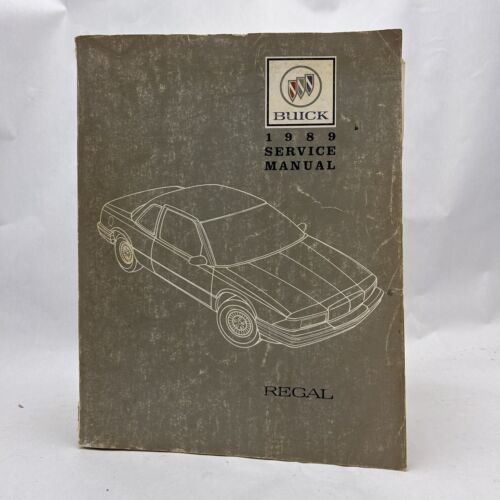 BUICK
1989
SERVICE
MANUAL
REGAL